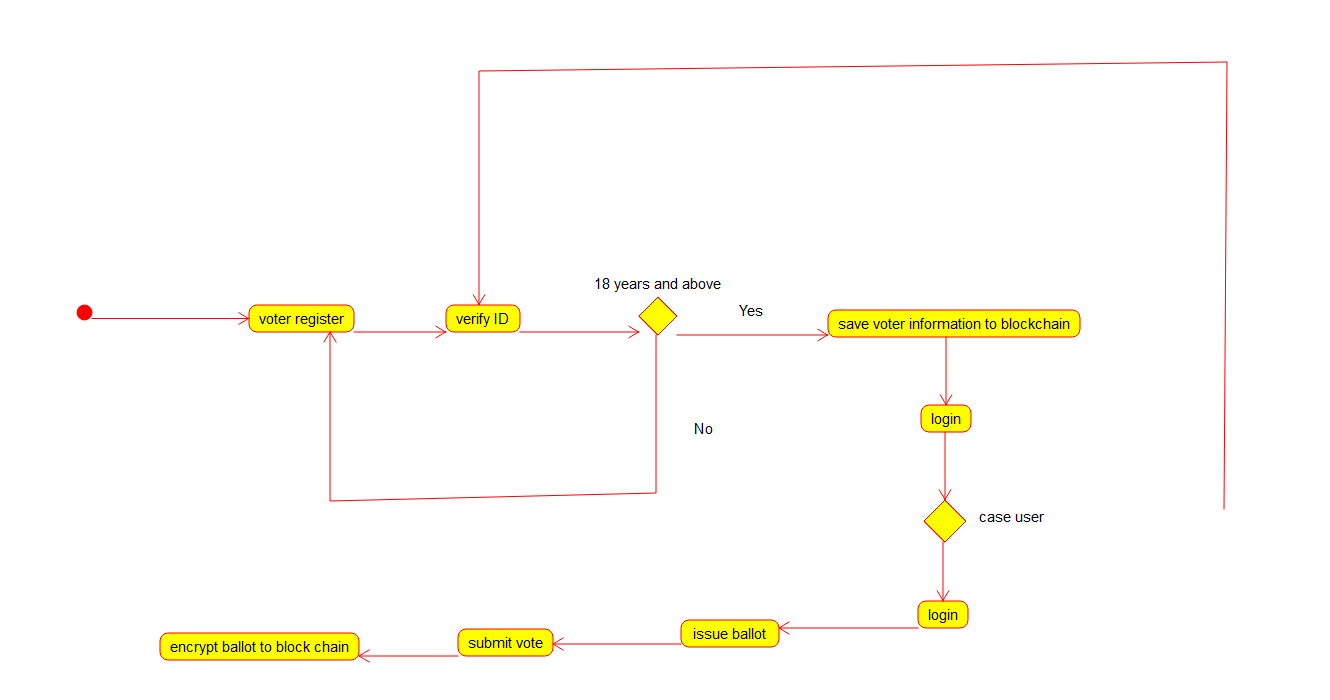 18 years and above
voter register
verify ID
Yes
save voter information to blockchain
No
login
case user
login
issue ballot
submit vote
encrypt ballot to block chain